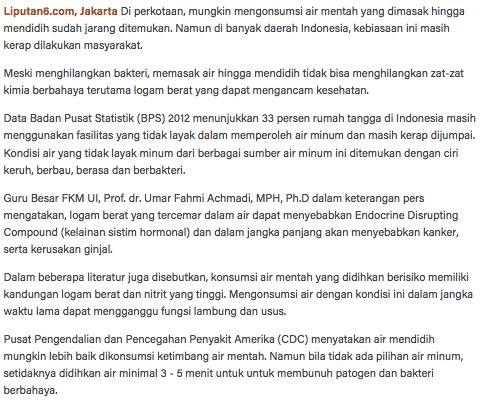 Liputan6.com, Jakarta Di perkotaan, mungkin mengonsumsi air mentah yang dimasak hingga
mendidih sudah jarang ditemukan. Namun di banyak daerah Indonesia, kebiasaan ini masih
kerap dilakukan masyarakat.
Meski menghilangkan bakteri, memasak air hingga mendidih tidak bisa menghilangkan zat-zat
kimia berbahaya terutama logam berat yang dapat mengancam kesehatan.
Data Badan Pusat Statistik (BPS) 2012 menunjukkan 33 persen rumah tangga di Indonesia masih
menggunakan fasilitas yang tidak layak dalam memperoleh air minum dan masih kerap dijumpai.
Kondisi air yang tidak layak minum dari berbagai sumber air minum ini ditemukan dengan ciri
keruh, berbau, berasa dan berbakteri.
Guru Besar FKM UI, Prof. dr. Umar Fahmi Achmadi, MPH, Ph.D dalam keterangan pers
mengatakan, logam berat yang tercemar dalam air dapat menyebabkan Endocrine Disrupting
Compound (kelainan sistim hormonal) dan dalam jangka panjang akan menyebabkan kanker,
serta kerusakan ginjal.
Dalam beberapa literatur juga disebutkan, konsumsi air mentah yang didihkan berisiko memiliki
kandungan logam berat dan nitrit yang tinggi. Mengonsumsi air dengan kondisi ini dalam jangka
waktu lama dapat mengganggu fungsi lambung dan usus.
Pusat Pengendalian dan Pencegahan Penyakit Amerika (CDC) menyatakan air mendidih
mungkin lebih baik dikonsumsi ketimbang air mentah. Namun bila tidak ada pilihan air minum,
setidaknya didihkan air minimal 3 - 5 menit untuk untuk membunuh patogen dan bakteri
berbahaya.